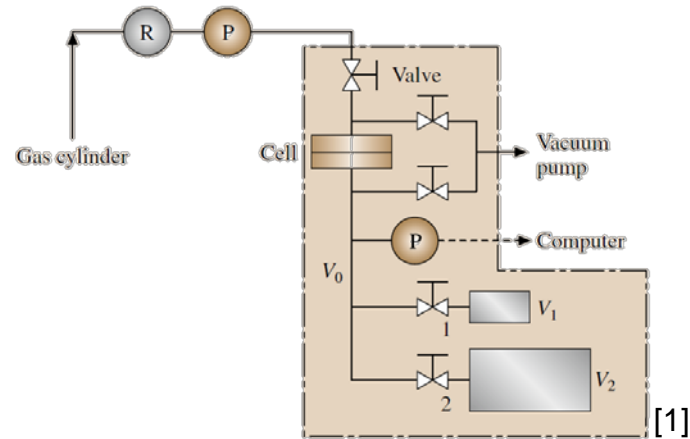 R
P
Valve
Gas cylinder
Cell
Vacuum
pump
P
Computer
V₀
V₁
1
V₂
2
[1]